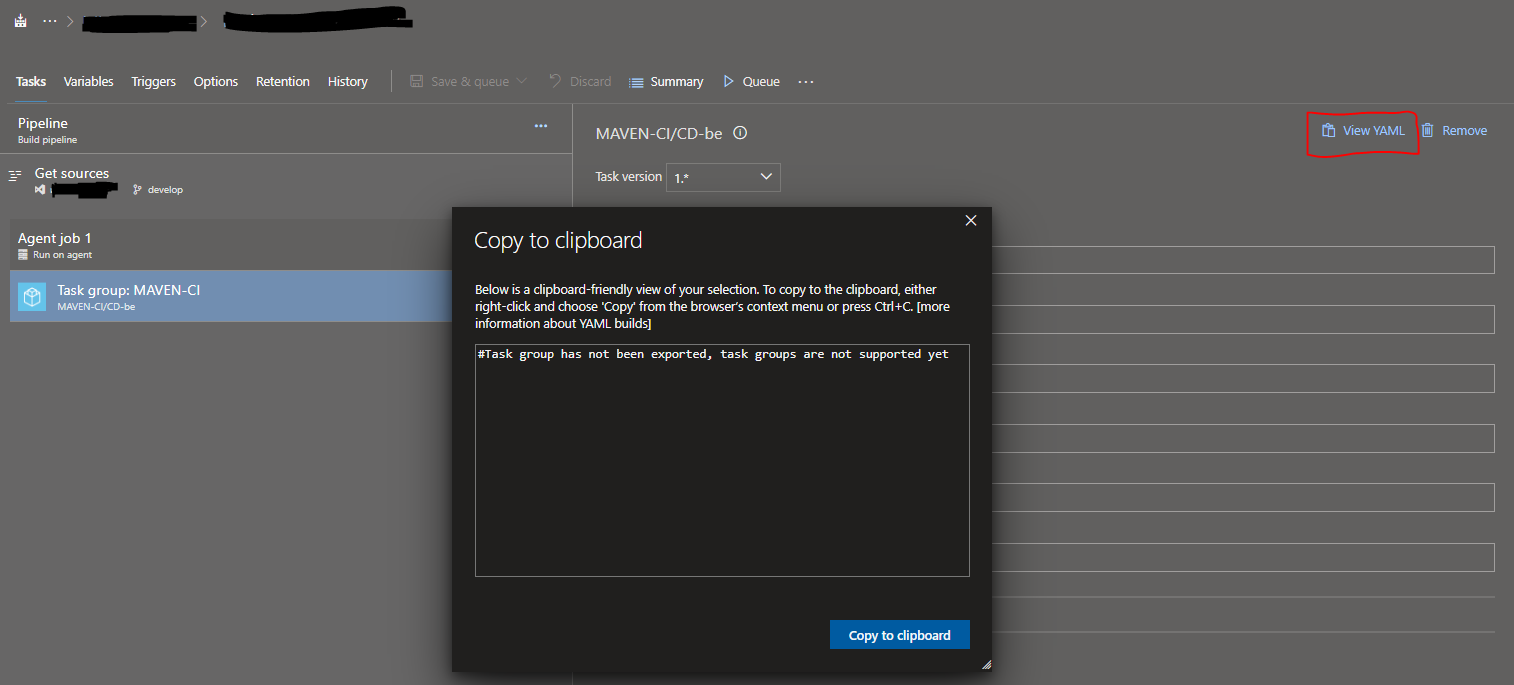 Tasks Variables Triggers Options Retention History Save & queue Discard Summary Queue ...
Pipeline
Build pipeline
...
Get sources
develop
Agent job 1
Run on agent
Task group: MAVEN-CI
MAVEN-CI/CD-be
MAVEN-CI/CD-be
View YAML
Remove
Task version 1.*
Copy to clipboard
Below is a clipboard-friendly view of your selection. To copy to the clipboard, either
right-click and choose 'Copy' from the browser's context menu or press Ctrl+C. [more
information about YAML builds]
#Task group has not been exported, task groups are not supported yet
Copy to clipboard